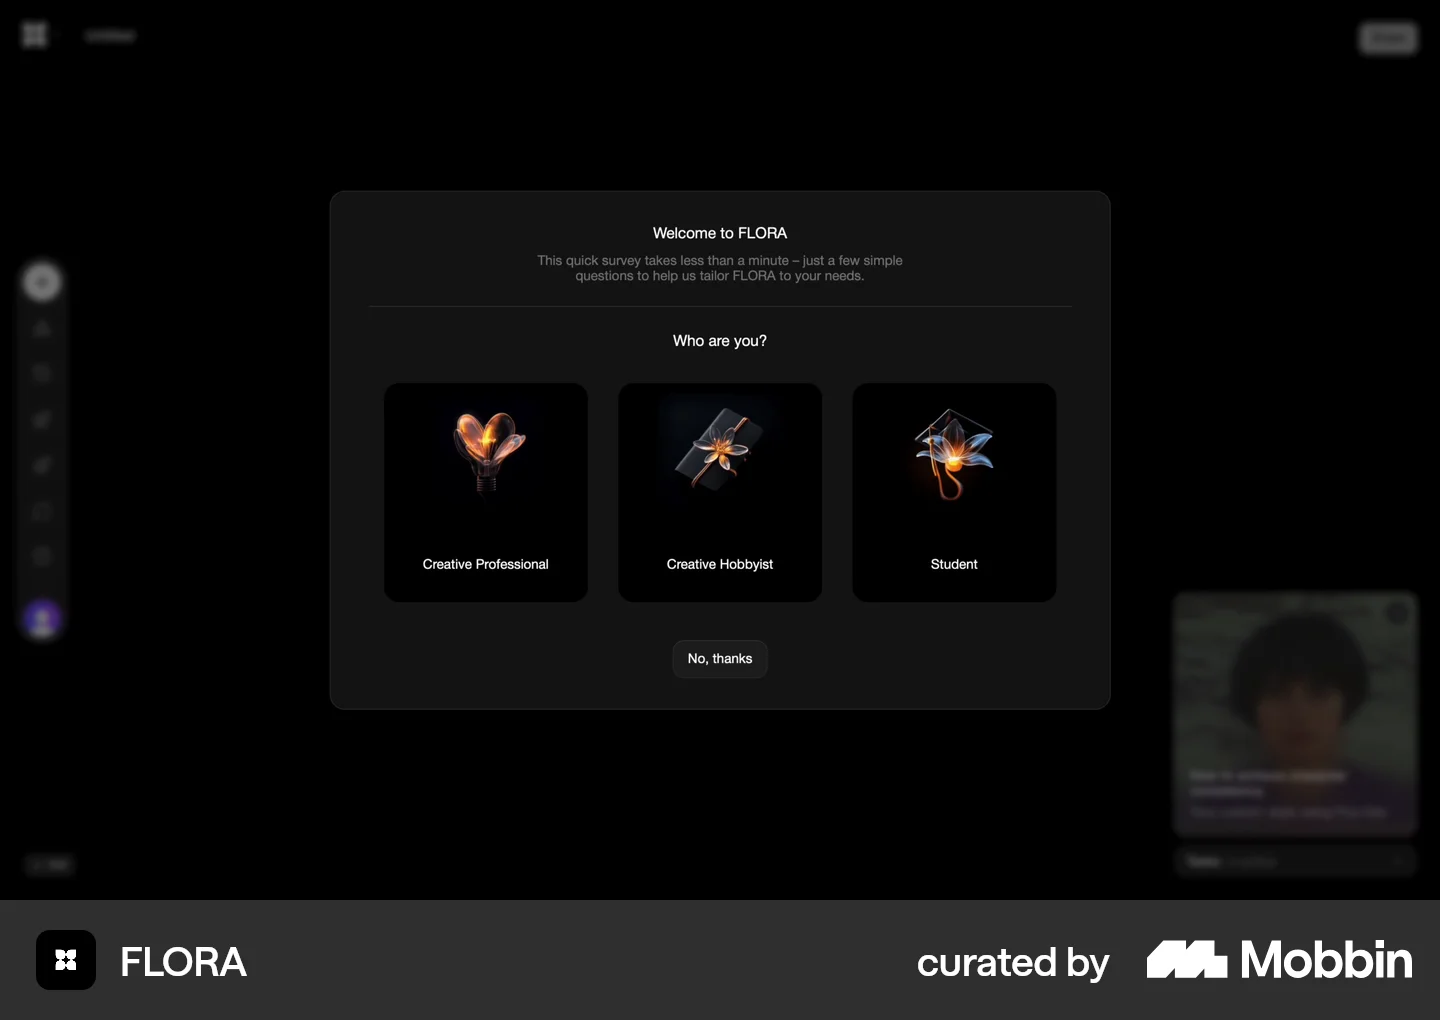 Welcome to FLORA
This quick survey takes less than a minute – just a few simple
questions to help us tailor FLORA to your needs.
Who are you?
Creative Professional
Creative Hobbyist
Student
No, thanks
FLORA
curated by
Mobbin